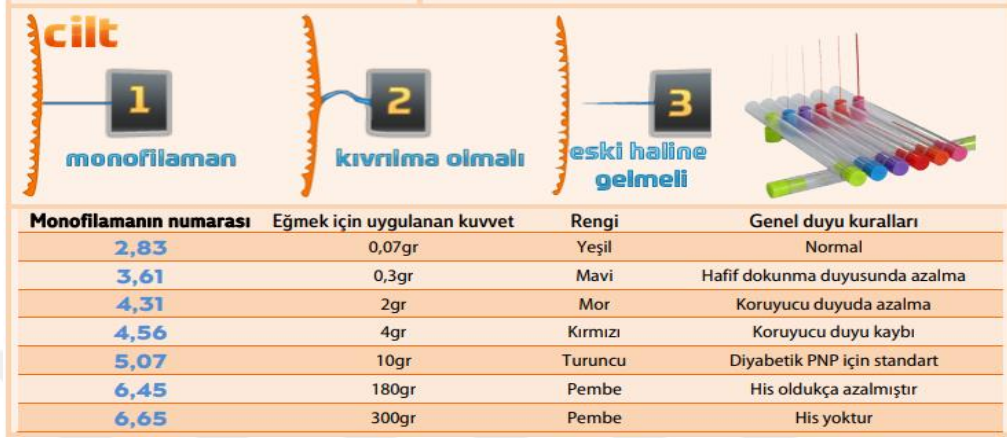 cilt
1
2
3
monofilaman
kıvrılma olmalı
eski haline
gelmeli
Monofilamanın numarası Eğmek için uygulanan kuvvet Rengi Genel duyu kuralları
2,83 0,07gr Yeşil Normal
3,61 0,3gr Mavi Hafif dokunma duyusunda azalma
4,31 2gr Mor Koruyucu duyuda azalma
4,56 4gr Kırmızı Koruyucu duyu kaybı
5,07 10gr Turuncu Diyabetik PNP için standart
6,45 180gr Pembe His oldukça azalmıştır
6,65 300gr Pembe His yoktur